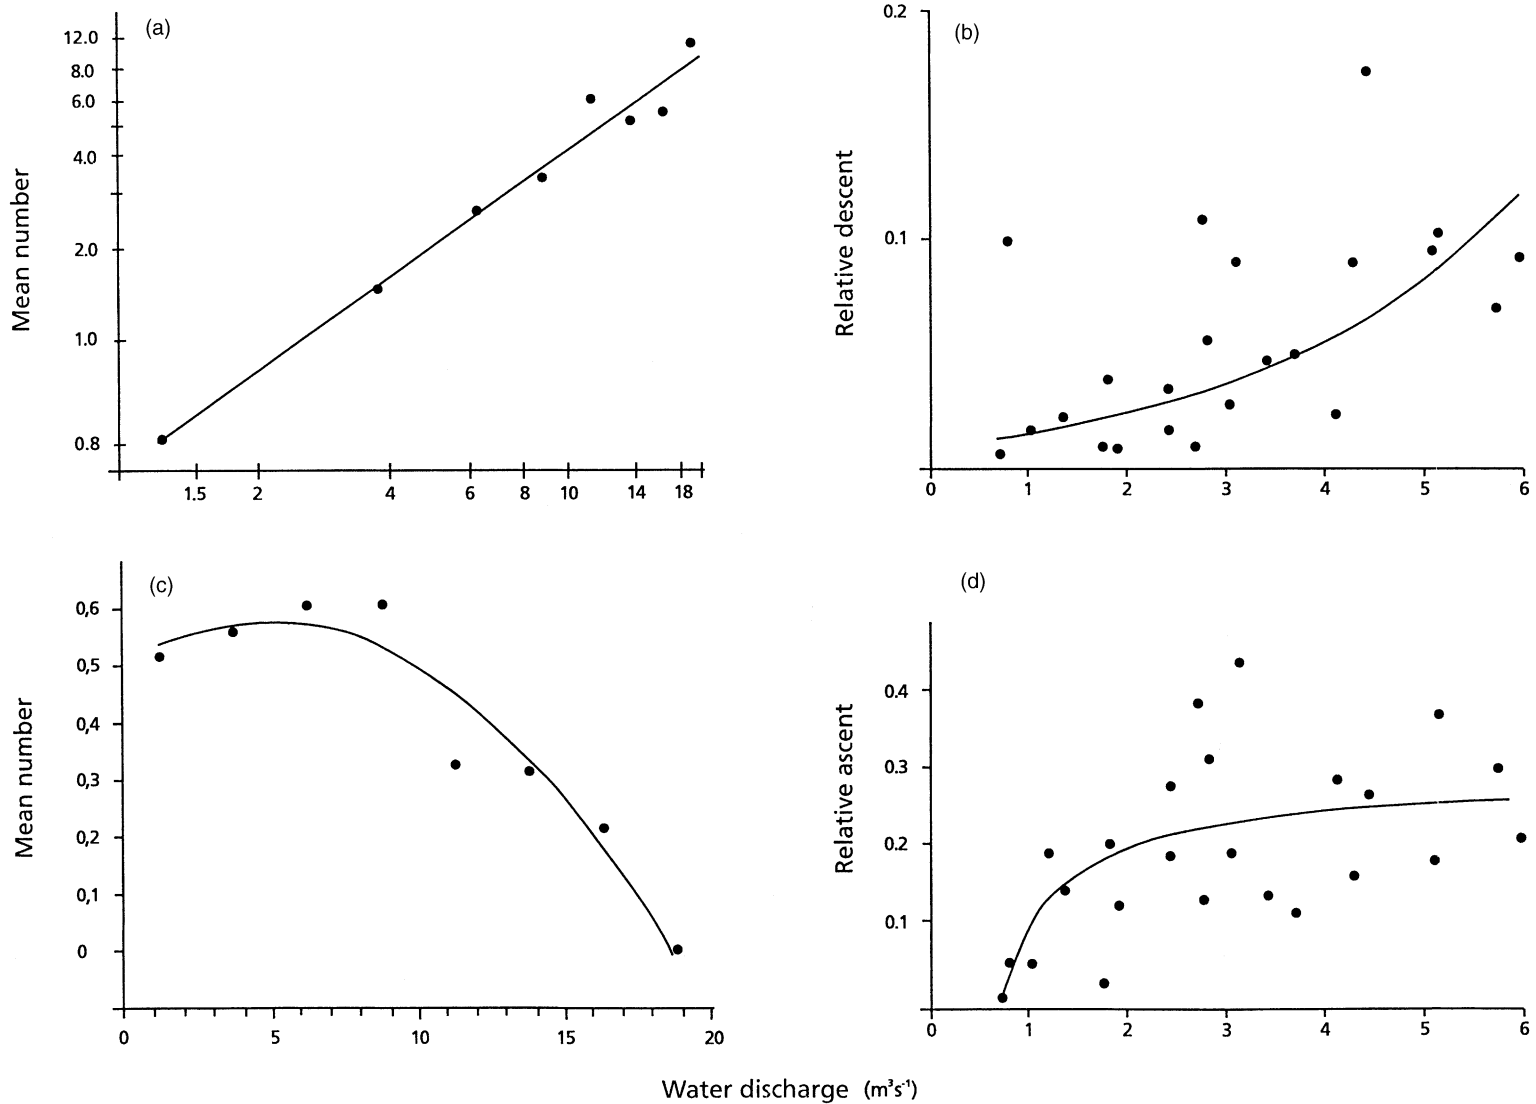 (a)
12.0
8.0
6.0
4.0
2.0
1.0
0.8
Mean number
1.5 2 4 6 8 10 14 18
(b)
0.2
0.1
Relative descent
0 1 2 3 4 5 6
(c)
0,6
0,5
0,4
0,3
0,2
0,1
0
Mean number
0 5 10 15 20
(d)
0.4
0.3
0.2
0.1
Relative ascent
0 1 2 3 4 5 6
Water discharge (m³s⁻¹)